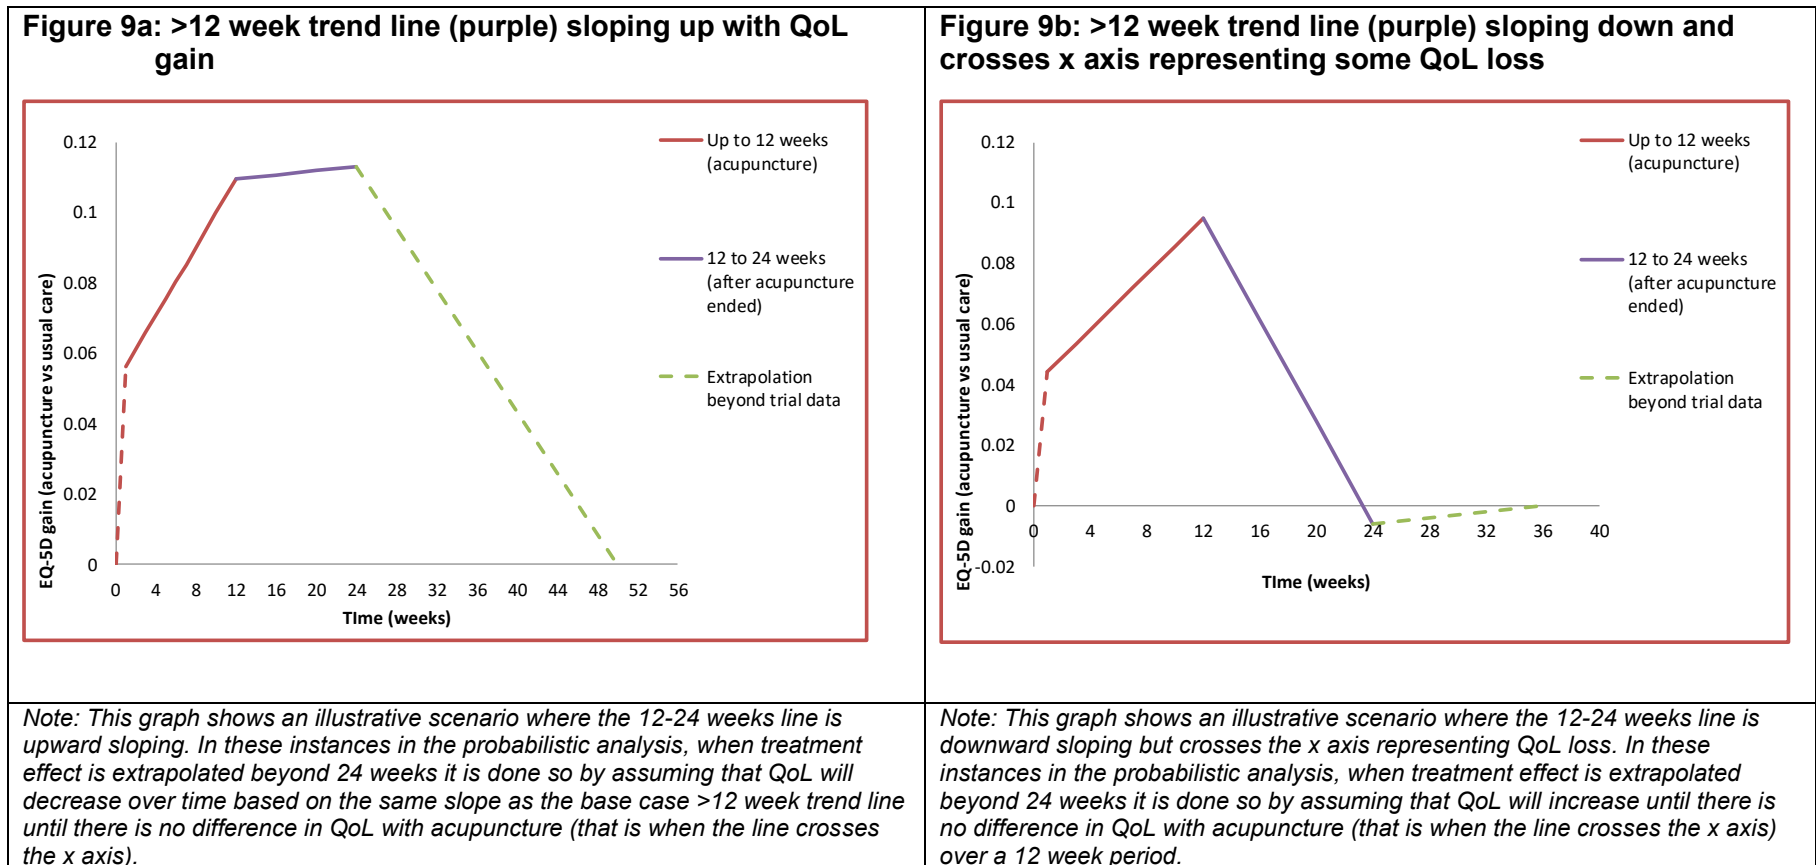 Figure 9a: >12 week trend line (purple) sloping up with QoL
gain
0.12
0.1
0.08
0.06
0.04
0.02
0
EQ-5D gain (acupuncture vs usual care)
0 4 8 12 16 20 24 28 32 36 40 44 48 52 56
TIme (weeks)
Up to 12 weeks
(acupuncture)
12 to 24 weeks
(after acupuncture
ended)
Extrapolation
beyond trial data
Note: This graph shows an illustrative scenario where the 12-24 weeks line is
upward sloping. In these instances in the probabilistic analysis, when treatment
effect is extrapolated beyond 24 weeks it is done so by assuming that QoL will
decrease over time based on the same slope as the base case >12 week trend line
until there is no difference in QoL with acupuncture (that is when the line crosses
the x axis).
Figure 9b: >12 week trend line (purple) sloping down and
crosses x axis representing some QoL loss
0.12
0.1
0.08
0.06
0.04
0.02
0
-0.02
EQ-5D gain (acupuncture vs usual care)
0 4 8 12 16 20 24 28 32 36 40
TIme (weeks)
Up to 12 weeks
(acupuncture)
12 to 24 weeks
(after acupuncture
ended)
Extrapolation
beyond trial data
Note: This graph shows an illustrative scenario where the 12-24 weeks line is
downward sloping but crosses the x axis representing QoL loss. In these
instances in the probabilistic analysis, when treatment effect is extrapolated
beyond 24 weeks it is done so by assuming that QoL will increase until there is
no difference in QoL with acupuncture (that is when the line crosses the x axis)
over a 12 week period.